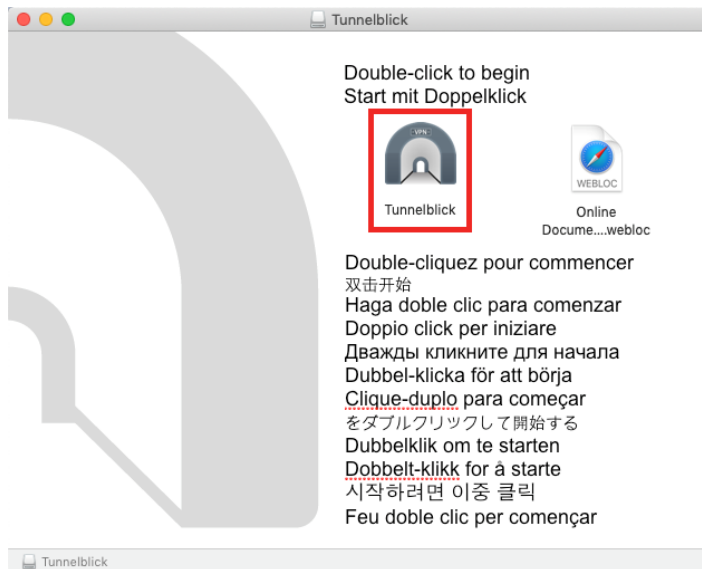 Tunnelblick
Double-click to begin
Start mit Doppelklick
VPN
WEBLOC
Tunnelblick
Online
Docume....webloc
Double-cliquez pour commencer
双击开始
Haga doble clic para comenzar
Doppio click per iniziare
Дважды кликните для начала
Dubbel-klicka för att börja
Clique-duplo para começar
をダブルクリックして開始する
Dubbelklik om te starten
Dobbelt-klikk for å starte
시작하려면 이중 클릭
Feu doble clic per començar
Tunnelblick